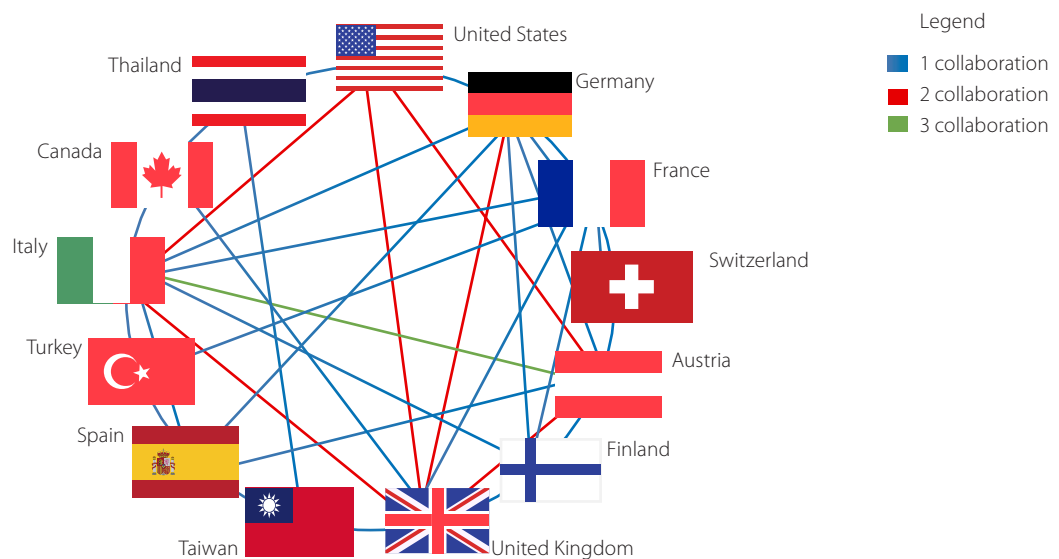 Legend
United States
Thailand
Germany
1 collaboration
2 collaboration
3 collaboration
Canada
France
Italy
Switzerland
Turkey
Austria
Spain
Finland
Taiwan
United Kingdom